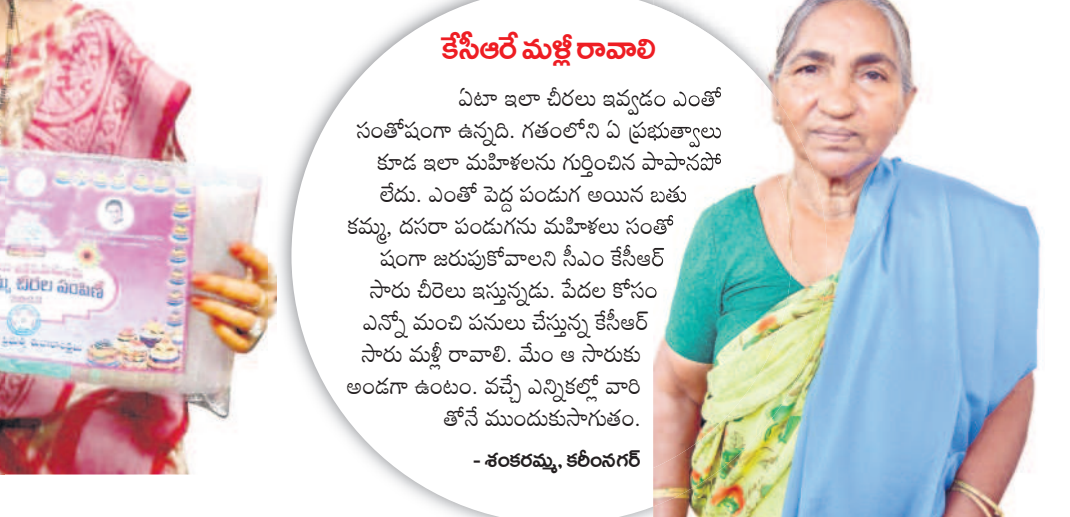 కేసీఆరే మళ్లీ రావాలి
ఏటా ఇలా చీరలు ఇవ్వడం ఎంతో
సంతోషంగా ఉన్నది. గతంలోని ఏ ప్రభుత్వాలు
కూడ ఇలా మహిళలను గుర్తించిన పాపానపో
లేదు. ఎంతో పెద్ద పండుగ అయిన బతు
కమ్మ, దసరా పండుగను మహిళలు సంతో
షంగా జరుపుకోవాలని సీఎం కేసీఆర్
సారు చీరెలు ఇస్తున్నడు. పేదల కోసం
ఎన్నో మంచి పనులు చేస్తున్న కేసీఆర్
సారు మళ్లీ రావాలి. మేం ఆ సారుకు
అండగా ఉంటం. వచ్చే ఎన్నికల్లో వారి
తోనే ముందుకుసాగుతం.
- శంకరమ్మ, కరీంనగర్
చీరల పంపిణీ